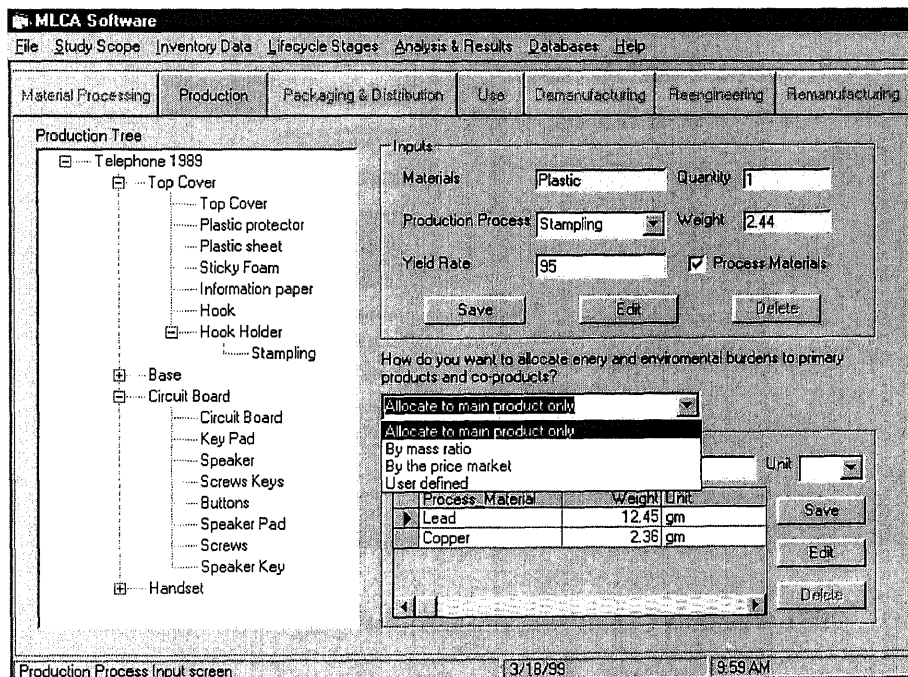 MLCA Software
File Study Scope Inventory Data Lifecycle Stages Analysis & Results Databases Help
Material Processing Production Packaging & Distribution Use Demanufacturing Reengineering Remanufacturing
Production Tree
Telephone 1989
Top Cover
Top Cover
Plastic protector
Plastic sheet
Sticky Foam
Information paper
Hook
Hook Holder
Stamping
Base
Circuit Board
Circuit Board
Key Pad
Speaker
Screws Keys
Buttons
Speaker Pad
Screws
Speaker Key
Handset
Inputs
Materials Plastic Quantity 1
Production Process Stampling Weight 2.44
Yield Rate 95 Process Materials
Save Edit Delete
How do you want to allocate enery and enviromental burdens to primary
products and co-products?
Allocate to main product only
Allocate to main product only
By mass ratio
By the price market
User defined
Unit
Process_Material Weight Unit
Lead 12.45 gm
Copper 2.36 gm
Save
Edit
Delete
Production Process Input screen 3/18/99 9:59 AM